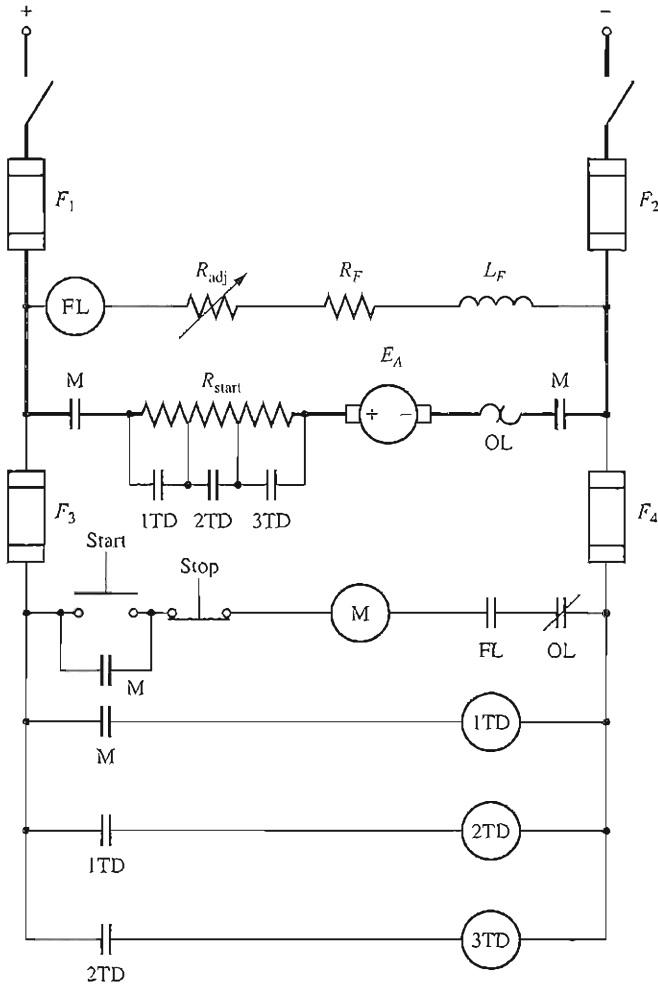 + −
F1 F2
Radj RF LF
FL
EA
M Rstart M
+ −
OL
1TD 2TD 3TD
F3 F4
Start
Stop
M
FL OL
M
1TD
M
2TD
1TD
3TD
2TD